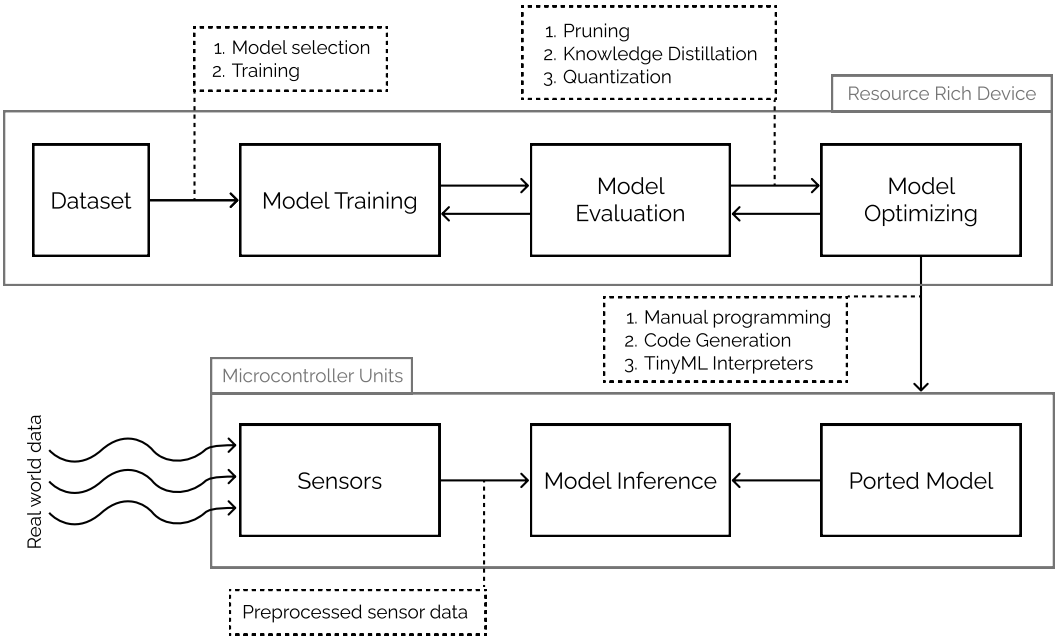 1. Model selection
2. Training
1. Pruning
2. Knowledge Distillation
3. Quantization
Resource Rich Device
Dataset
Model Training
Model
Evaluation
Model
Optimizing
1. Manual programming
2. Code Generation
3. TinyML Interpreters
Microcontroller Units
Real world data
Sensors
Model Inference
Ported Model
Preprocessed sensor data